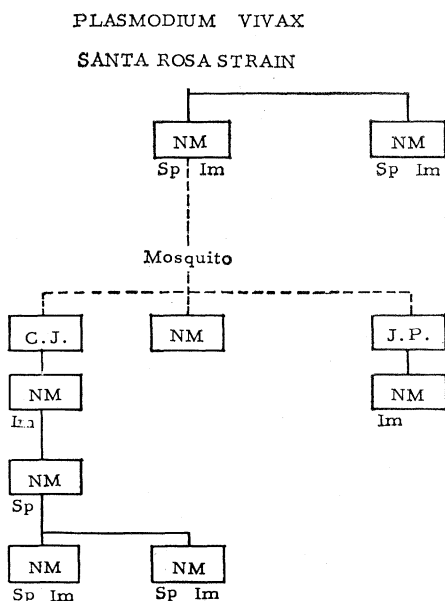 PLASMODIUM VIVAX
SANTA ROSA STRAIN
NM NM
Sp Im Sp Im
Mosquito
C.J. NM J.P.
NM NM
Im Im
NM
Sp
NM NM
Sp Im Sp Im